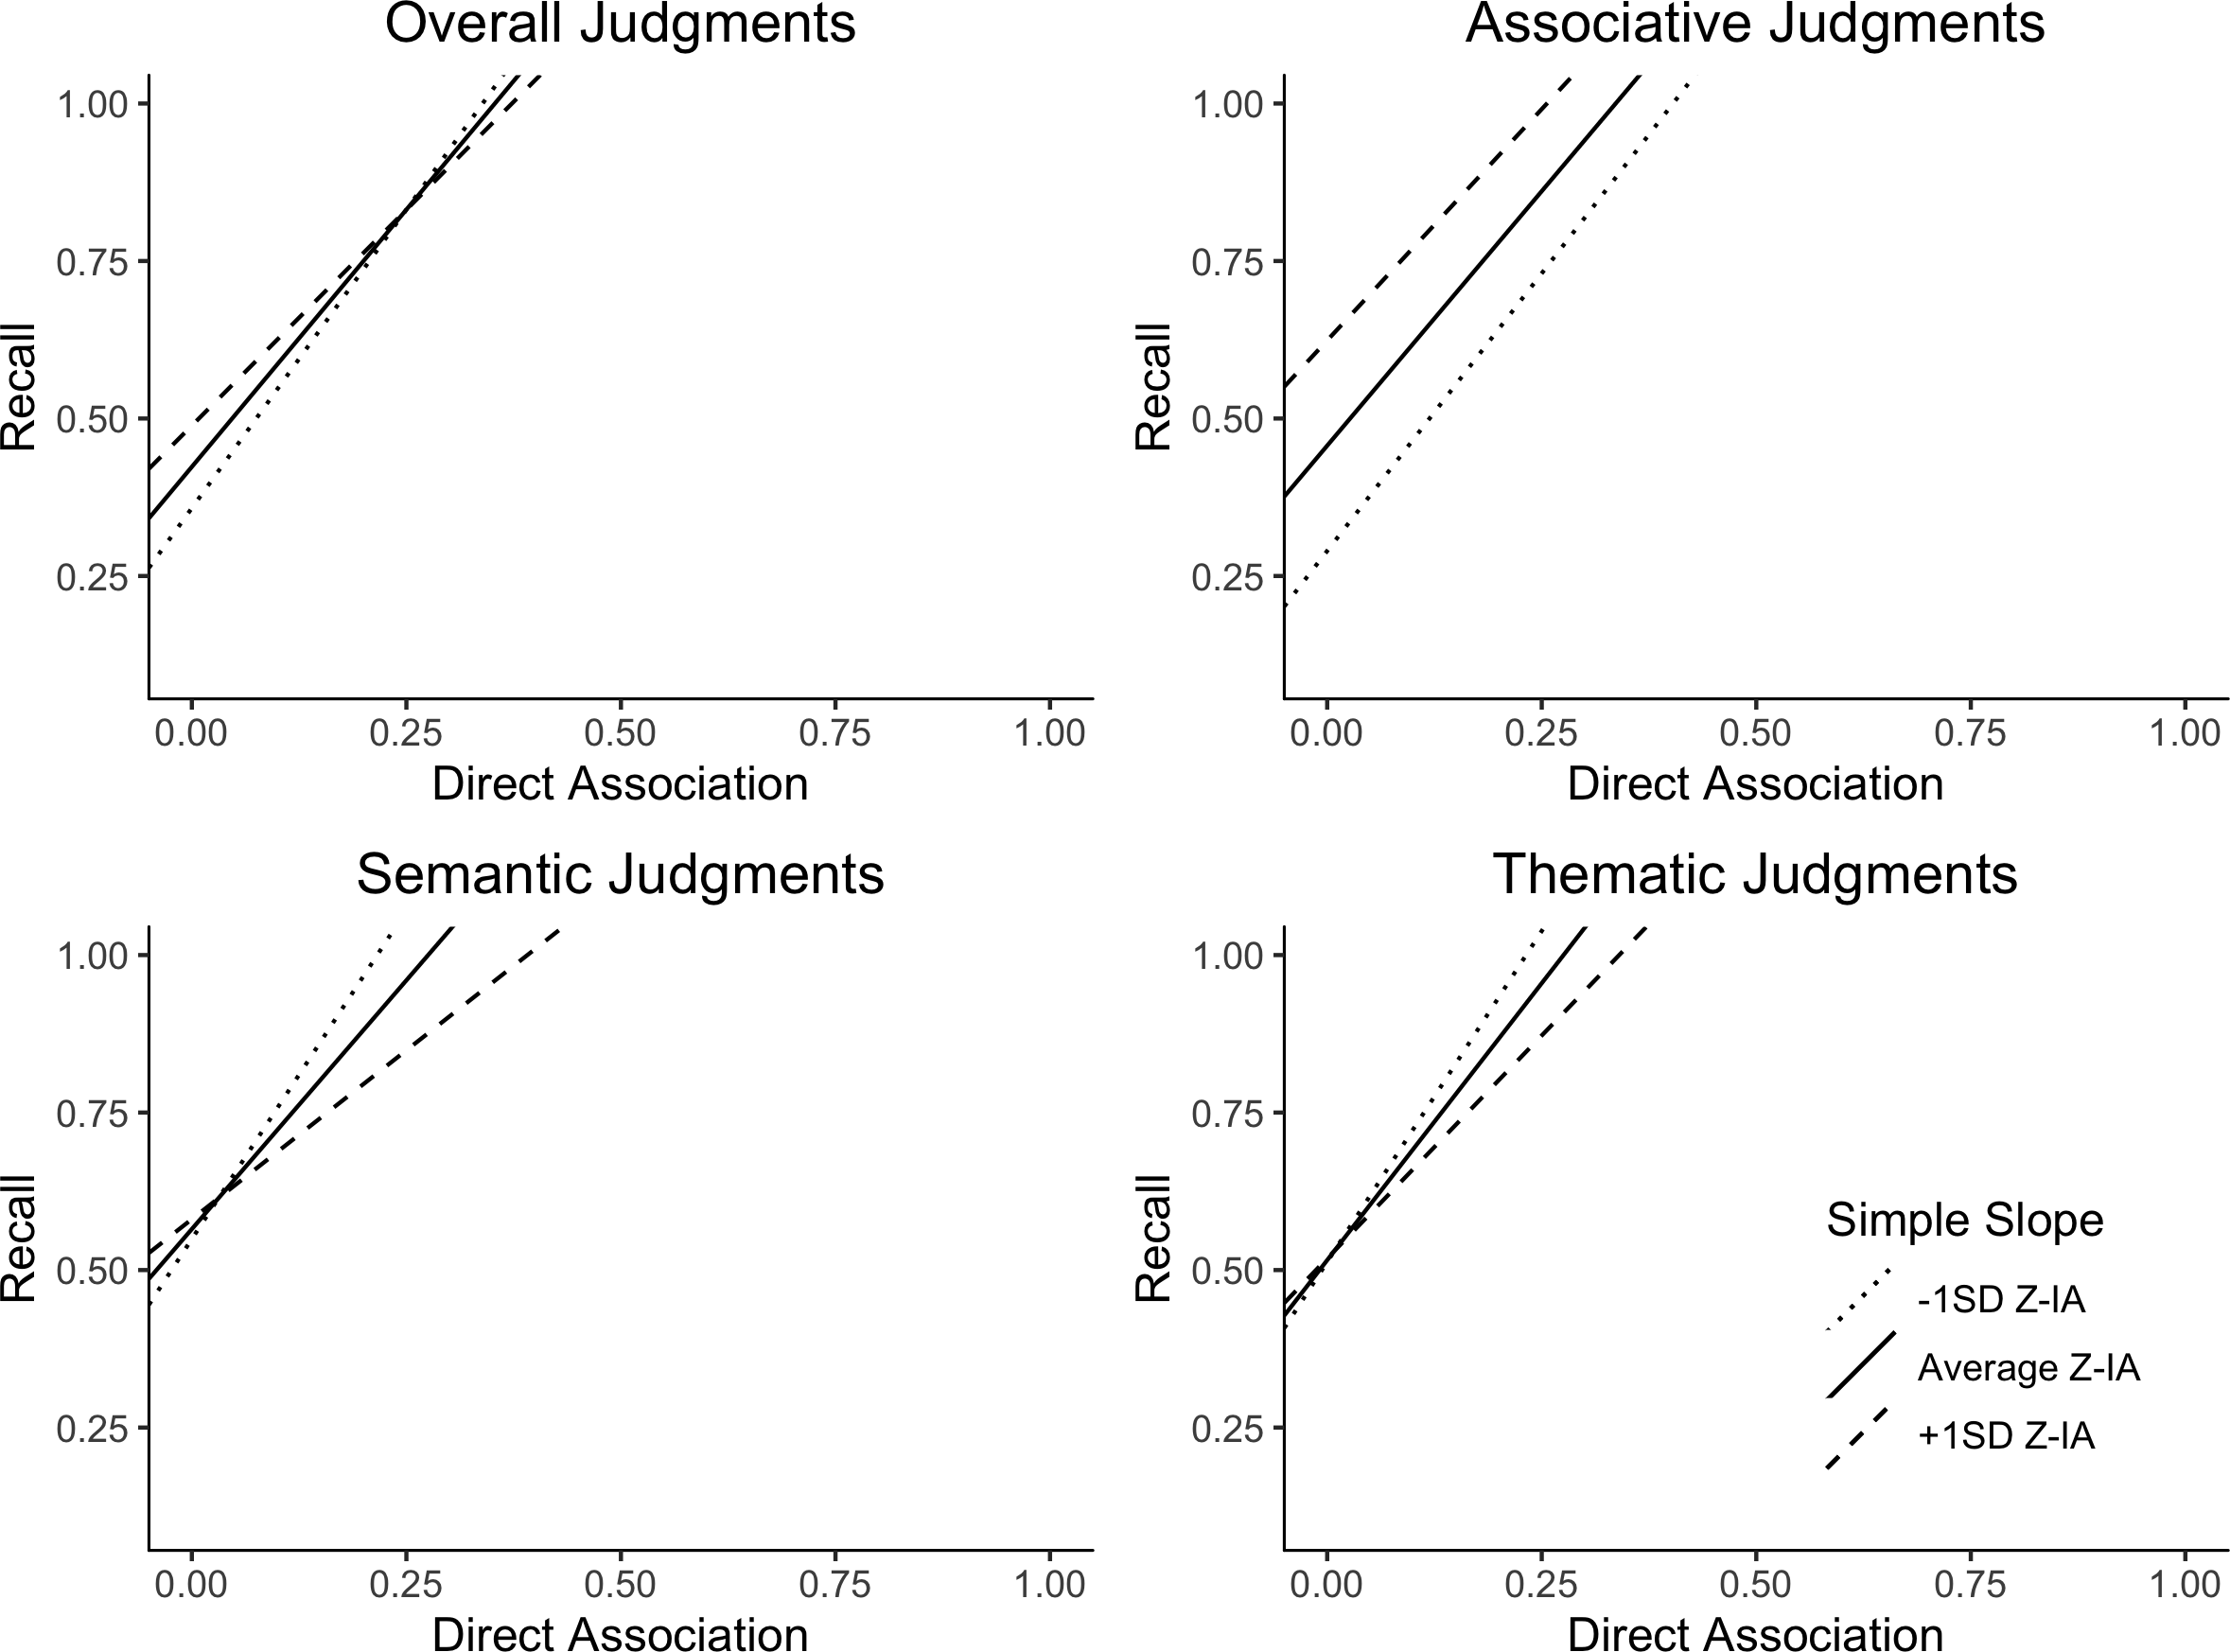 Overall Judgments
1.00
0.75
0.50
0.25
Recall
0.00 0.25 0.50 0.75 1.00
Direct Association
Associative Judgments
1.00
0.75
0.50
0.25
Recall
0.00 0.25 0.50 0.75 1.00
Direct Association
Semantic Judgments
1.00
0.75
0.50
0.25
Recall
0.00 0.25 0.50 0.75 1.00
Direct Association
Thematic Judgments
1.00
0.75
0.50
0.25
Recall
Simple Slope
-1SD Z-IA
Average Z-IA
+1SD Z-IA
0.00 0.25 0.50 0.75 1.00
Direct Association